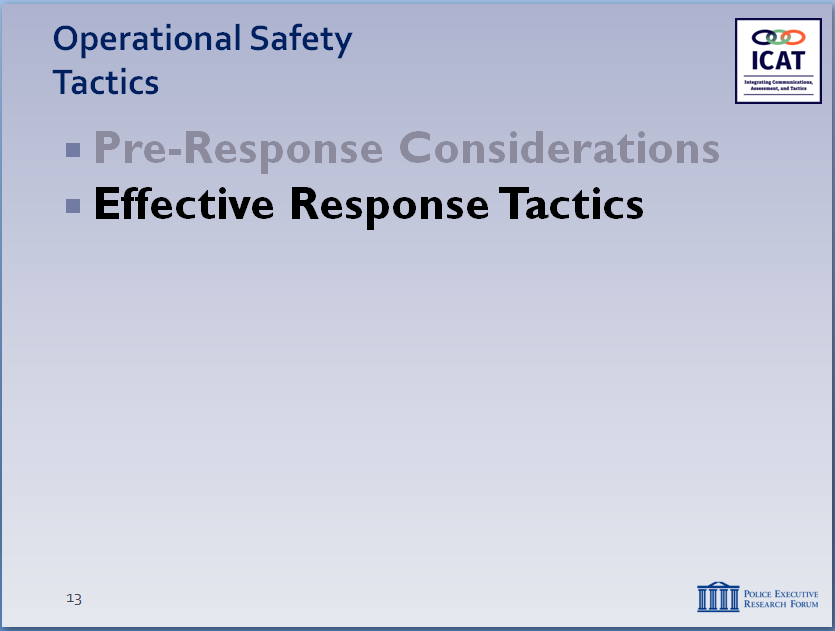 Operational Safety
Tactics
ICAT
Integrating Communications,
Assessment, and Tactics
Pre-Response Considerations
Effective Response Tactics
13
Police Executive
Research Forum